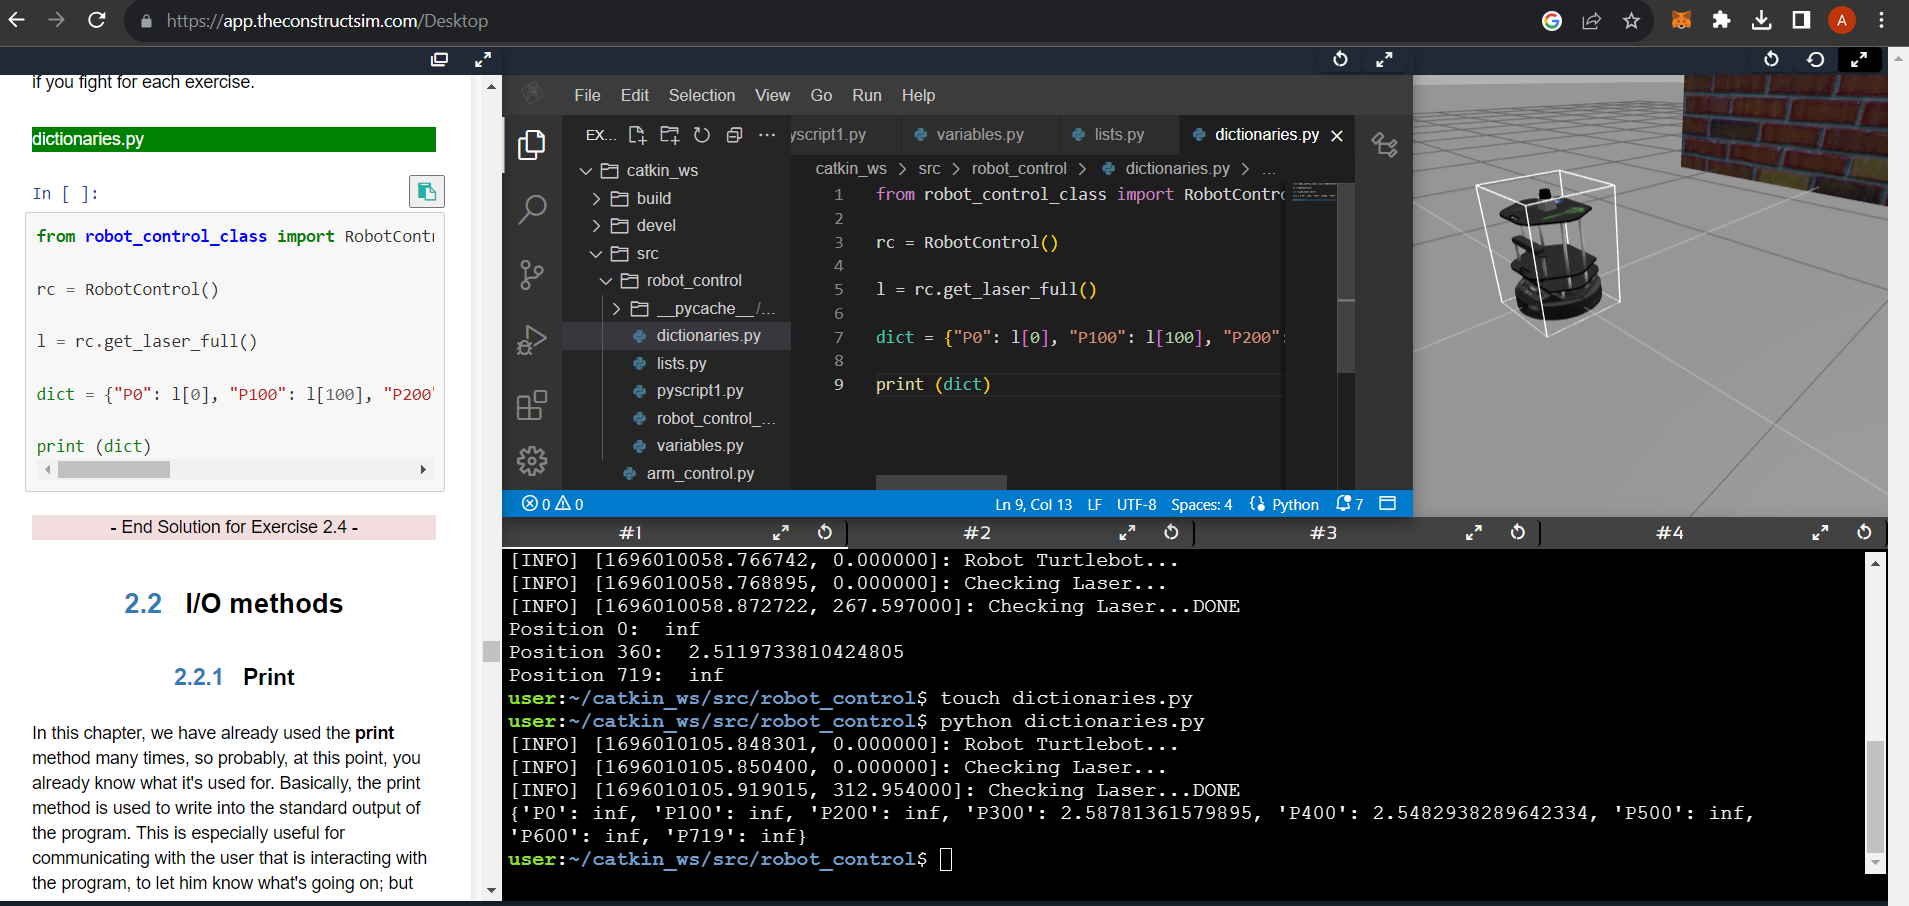 https://app.theconstructsim.com/Desktop
A
if you fight for each exercise.
dictionaries.py
In [ ]:
from robot_control_class import RobotContr
rc = RobotControl()
l = rc.get_laser_full()
dict = {"P0": l[0], "P100": l[100], "P200"
print (dict)
- End Solution for Exercise 2.4 -
2.2 I/O methods
2.2.1 Print
In this chapter, we have already used the print
method many times, so probably, at this point, you
already know what it's used for. Basically, the print
method is used to write into the standard output of
the program. This is especially useful for
communicating with the user that is interacting with
the program, to let him know what's going on; but
File Edit Selection View Go Run Help
EX... yscript1.py variables.py lists.py dictionaries.py
catkin_ws
build
devel
src
robot_control
__pycache__/...
dictionaries.py
lists.py
pyscript1.py
robot_control_...
variables.py
arm_control.py
catkin_ws > src > robot_control > dictionaries.py > ...
1 from robot_control_class import RobotContro
2
3 rc = RobotControl()
4
5 l = rc.get_laser_full()
6
7 dict = {"P0": l[0], "P100": l[100], "P200":
8
9 print (dict)
0 0 Ln 9, Col 13 LF UTF-8 Spaces: 4 Python 7
#1 #2 #3 #4
[INFO] [1696010058.766742, 0.000000]: Robot Turtlebot...
[INFO] [1696010058.768895, 0.000000]: Checking Laser...
[INFO] [1696010058.872722, 267.597000]: Checking Laser...DONE
Position 0:  inf
Position 360:  2.5119733810424805
Position 719:  inf
user:~/catkin_ws/src/robot_control$ touch dictionaries.py
user:~/catkin_ws/src/robot_control$ python dictionaries.py
[INFO] [1696010105.848301, 0.000000]: Robot Turtlebot...
[INFO] [1696010105.850400, 0.000000]: Checking Laser...
[INFO] [1696010105.919015, 312.954000]: Checking Laser...DONE
{'P0': inf, 'P100': inf, 'P200': inf, 'P300': 2.58781361579895, 'P400': 2.5482938289642334, 'P500': inf,
'P600': inf, 'P719': inf}
user:~/catkin_ws/src/robot_control$